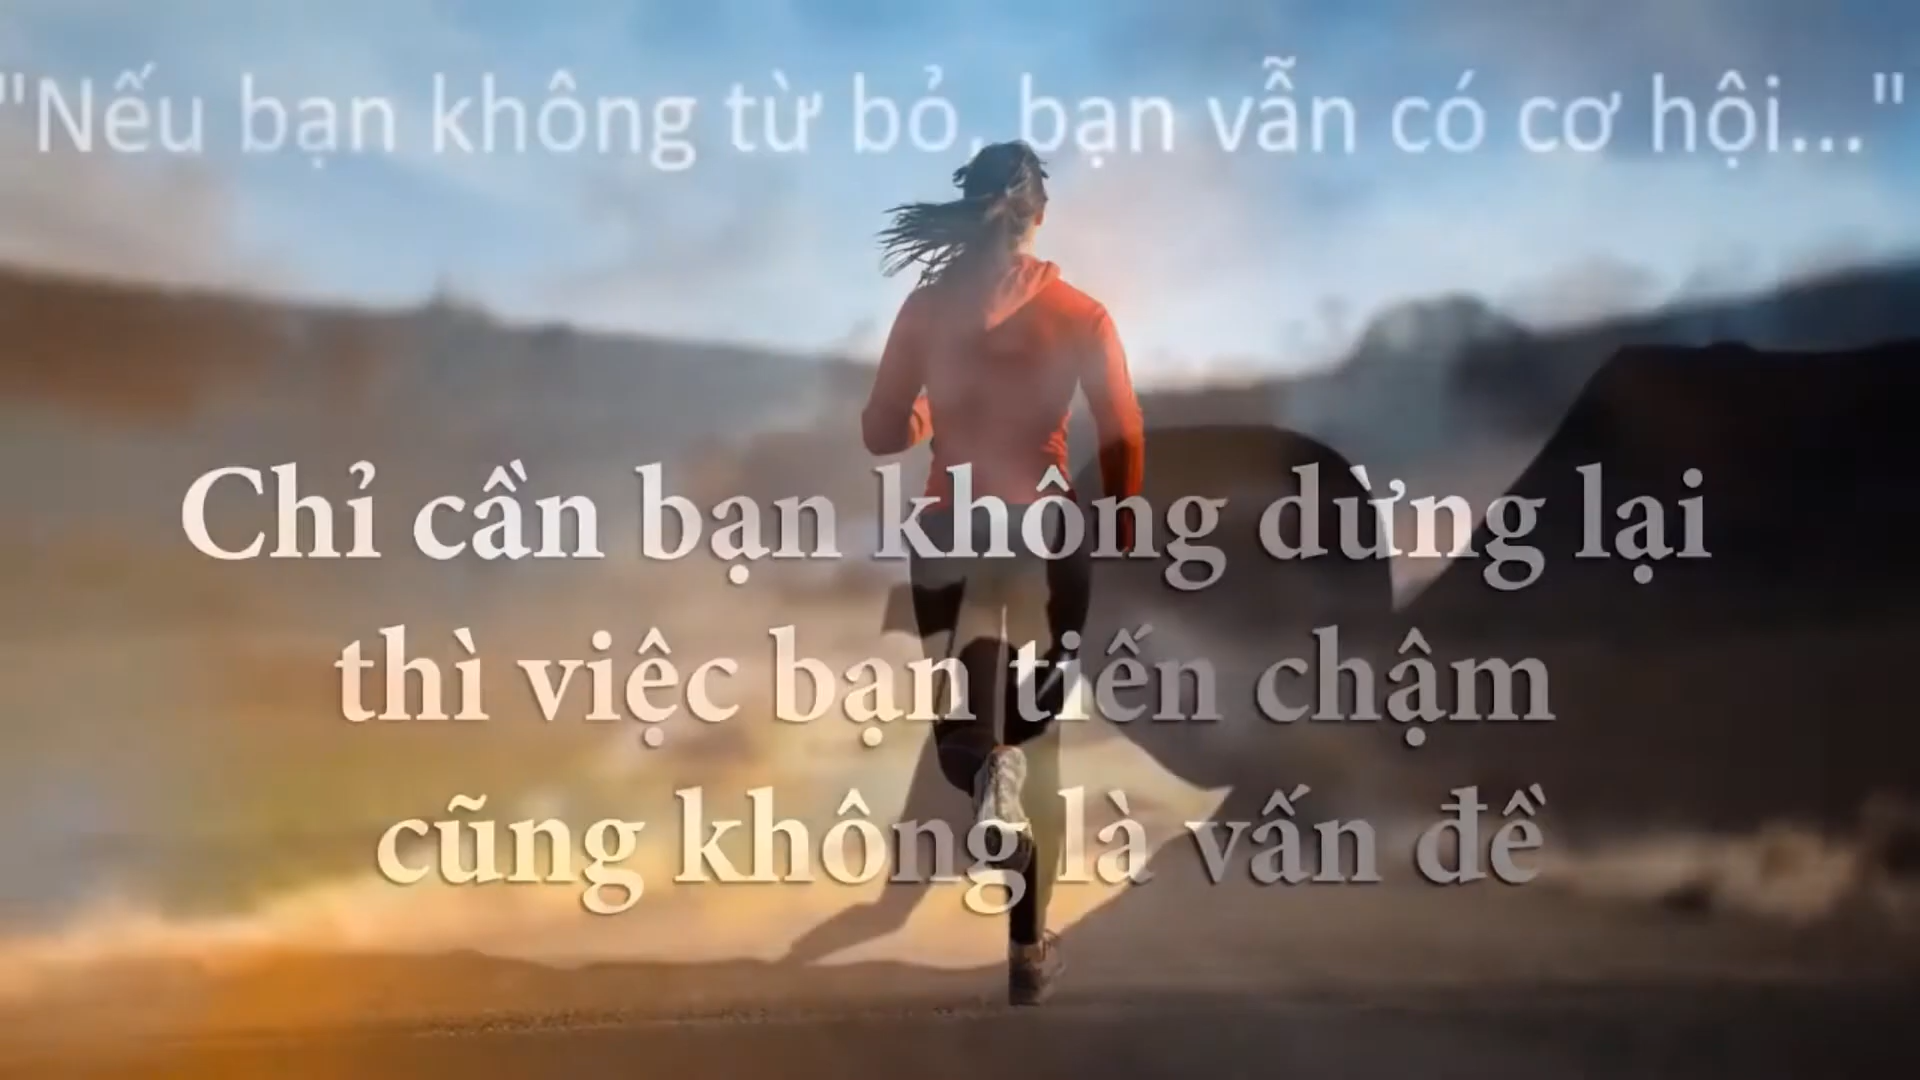 "Nếu bạn không từ bỏ, bạn vẫn có cơ hội..."
Chỉ cần bạn không dừng lại
thì việc bạn tiến chậm
cũng không là vấn đề